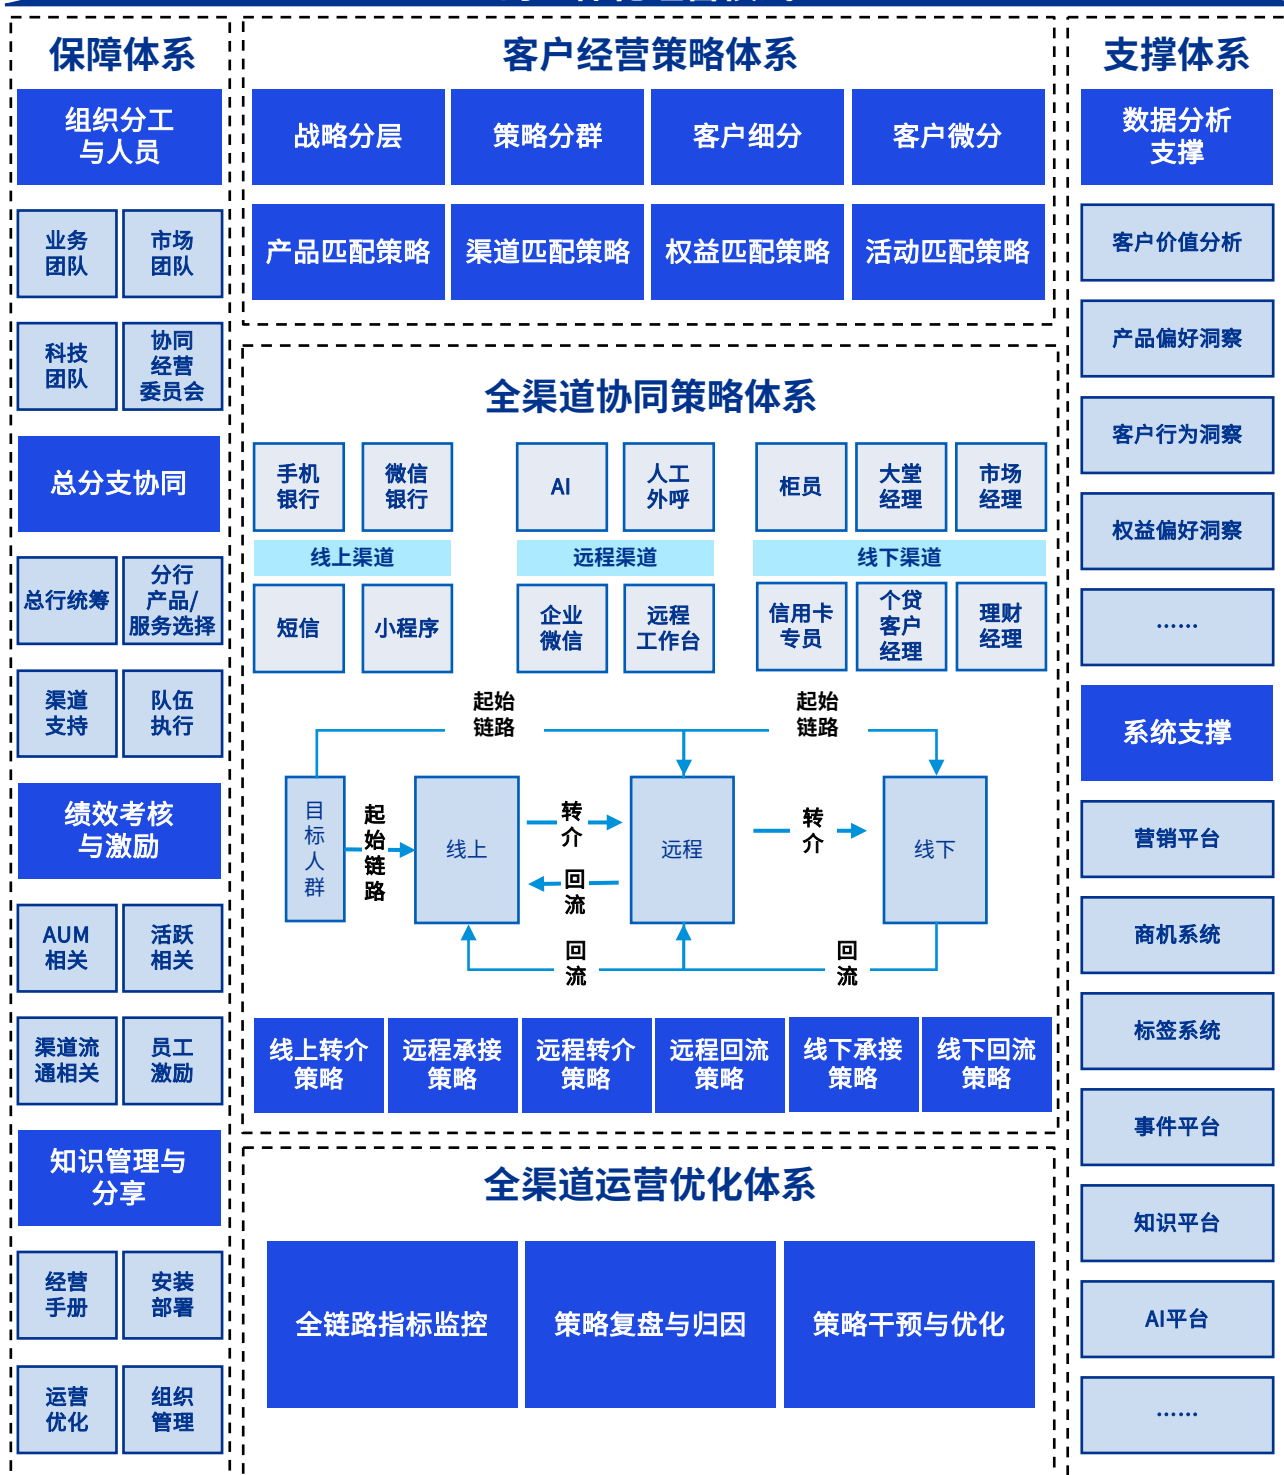 保障体系
组织分工
与人员
业务
团队
市场
团队
科技
团队
协同
经营
委员会
总分支协同
总行统筹
分行
产品/
服务选择
渠道
支持
队伍
执行
绩效考核
与激励
AUM
相关
活跃
相关
渠道流
通相关
员工
激励
知识管理与
分享
经营
手册
安装
部署
运营
优化
组织
管理
客户经营策略体系
战略分层
策略分群
客户细分
客户微分
产品匹配策略
渠道匹配策略
权益匹配策略
活动匹配策略
全渠道协同策略体系
手机
银行
微信
银行
AI
人工
外呼
柜员
大堂
经理
市场
经理
线上渠道
远程渠道
线下渠道
短信
小程序
企业
微信
远程
工作台
信用卡
专员
个贷
客户
经理
理财
经理
起始
链路
起始
链路
目
标
人
群
起
始
链
路
线上
转
介
回
流
远程
转
介
线下
回
流
回
流
线上转介
策略
远程承接
策略
远程转介
策略
远程回流
策略
线下承接
策略
线下回流
策略
全渠道运营优化体系
全链路指标监控
策略复盘与归因
策略干预与优化
支撑体系
数据分析
支撑
客户价值分析
产品偏好洞察
客户行为洞察
权益偏好洞察
……
系统支撑
营销平台
商机系统
标签系统
事件平台
知识平台
AI平台
……